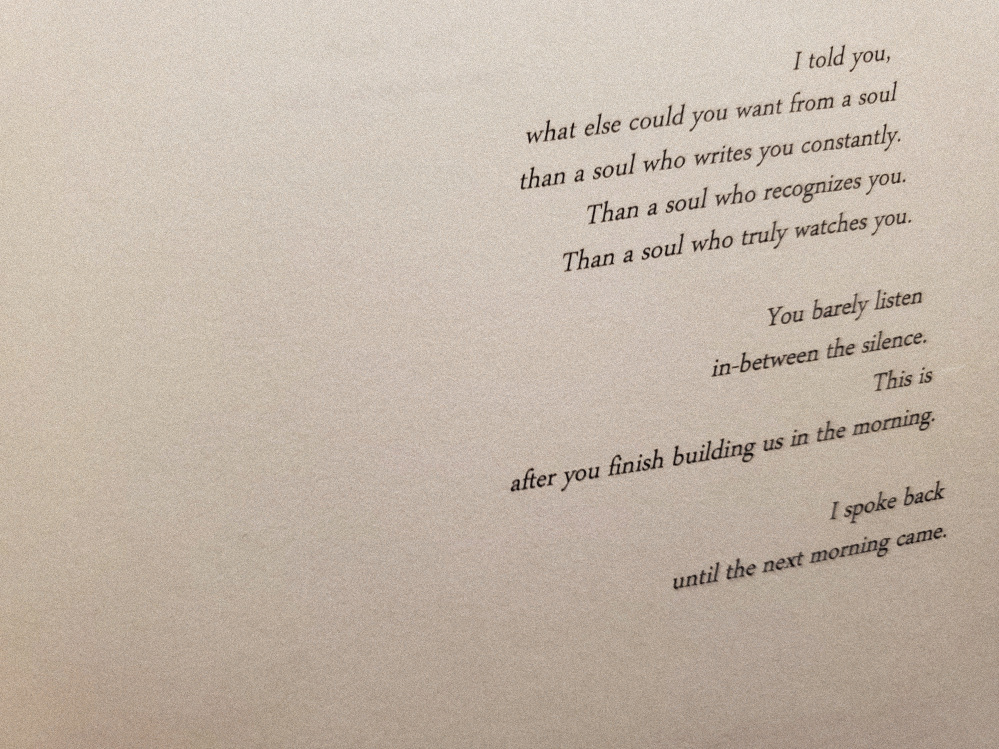 I told you,
what else could you want from a soul
than a soul who writes you constantly.
Than a soul who recognizes you.
Than a soul who truly watches you.
You barely listen
in-between the silence.
This is
after you finish building us in the morning.
I spoke back
until the next morning came.